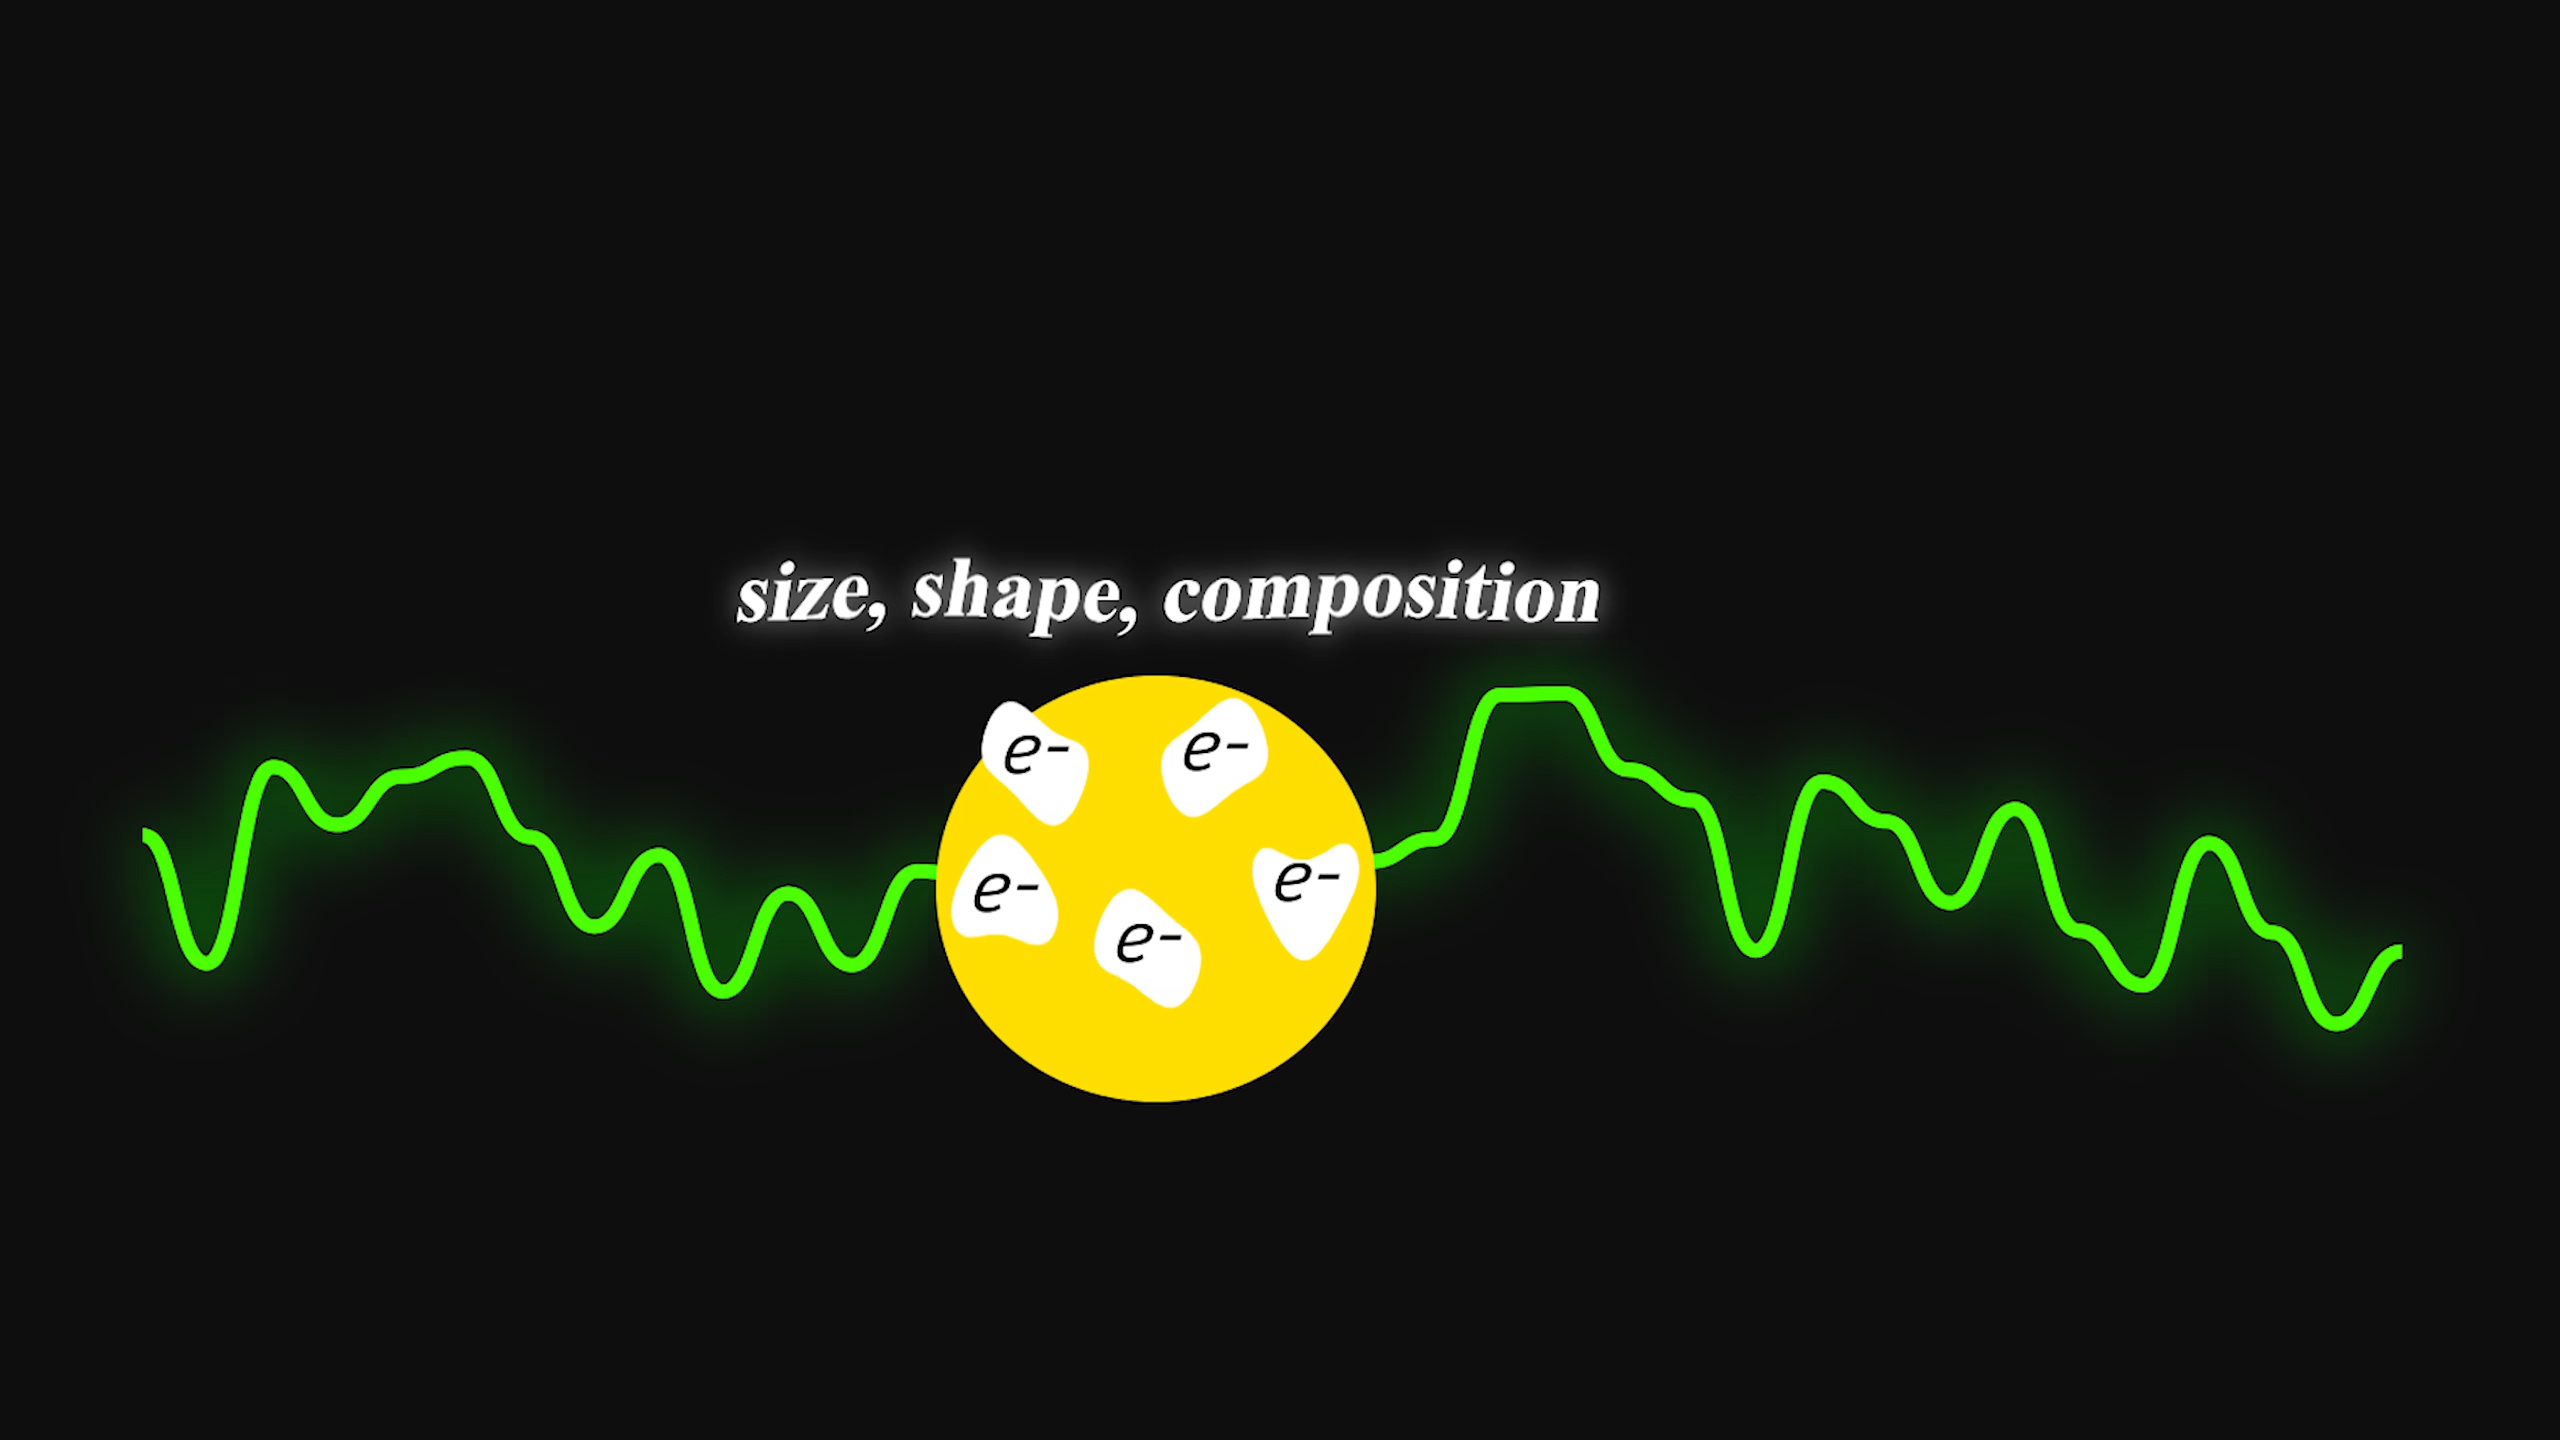 size, shape, composition
e-
e-
e-
e-
e-